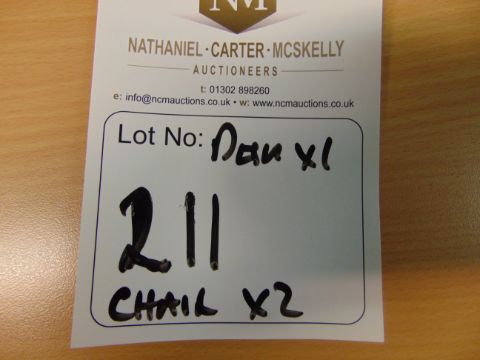 NM
NATHANIEL · CARTER · MCSKELLY
AUCTIONEERS
t: 01302 898260
e: info@ncmauctions.co.uk • w: www.ncmauctions.co.uk
Lot No: x1
211
CHAIR x2